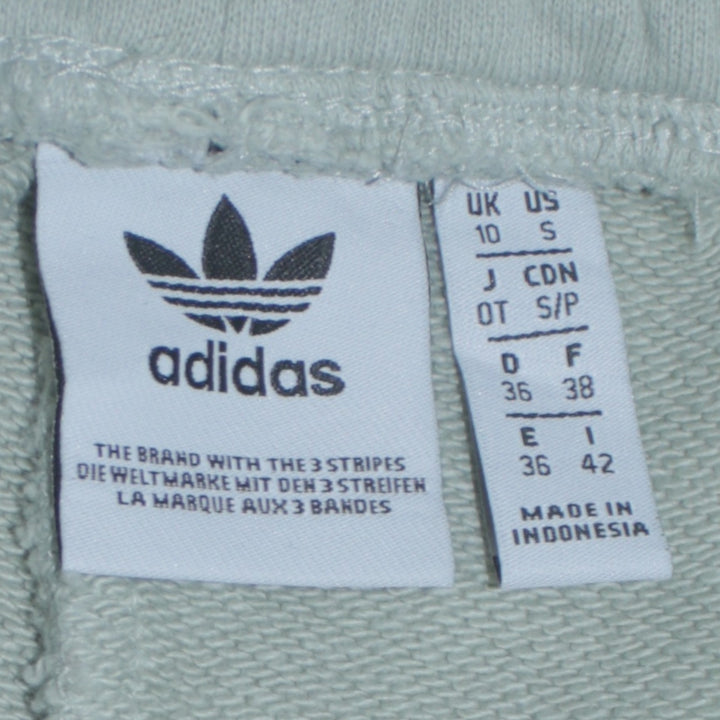 adidas
THE BRAND WITH THE 3 STRIPES
DIE WELTMARKE MIT DEN 3 STREIFEN
LA MARQUE AUX 3 BANDES
UK US
10 S
J CDN
OT S/P
D F
36 38
E I
36 42
MADE IN
INDONESIA